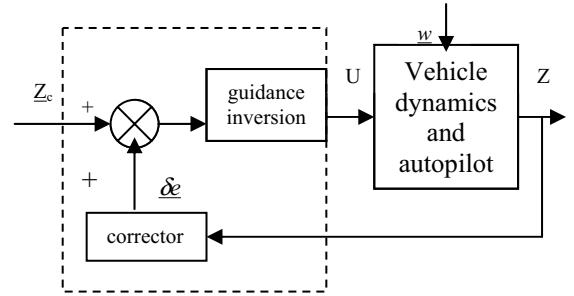 w
Z_c
+
guidance
inversion
U
Vehicle
dynamics
and
autopilot
Z
+
δe
corrector